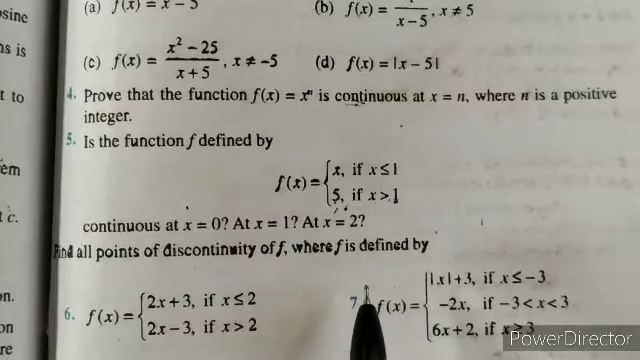 (a) f(x) = x − 5
(b) f(x) = 1/(x−5), x ≠ 5
osine
ns is
(c) f(x) = (x² − 25)/(x + 5), x ≠ −5
(d) f(x) = |x − 5|
t to
4. Prove that the function f(x) = xⁿ is continuous at x = n, where n is a positive
integer.
5. Is the function f defined by
em
f(x) = { x, if x ≤ 1
5, if x > 1
t c.
continuous at x = 0? At x = 1? At x = 2?
Find all points of discontinuity of f, where f is defined by
on.
6. f(x) = { 2x + 3, if x ≤ 2
2x − 3, if x > 2
7 f(x) = { |x| + 3, if x ≤ −3
−2x, if −3 < x < 3
6x + 2, if x ≥ 3
on
re
PowerDirector